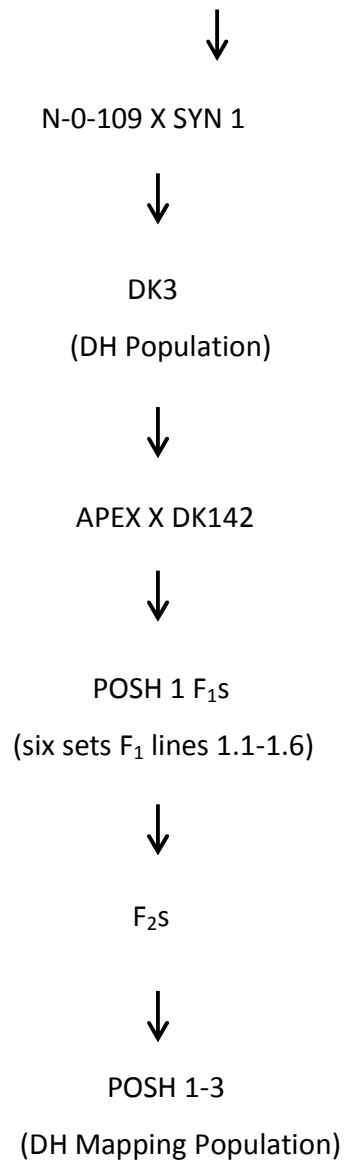 N-0-109 X SYN 1
DK3
(DH Population)
APEX X DK142
POSH 1 F₁s
(six sets F₁ lines 1.1-1.6)
F₂s
POSH 1-3
(DH Mapping Population)